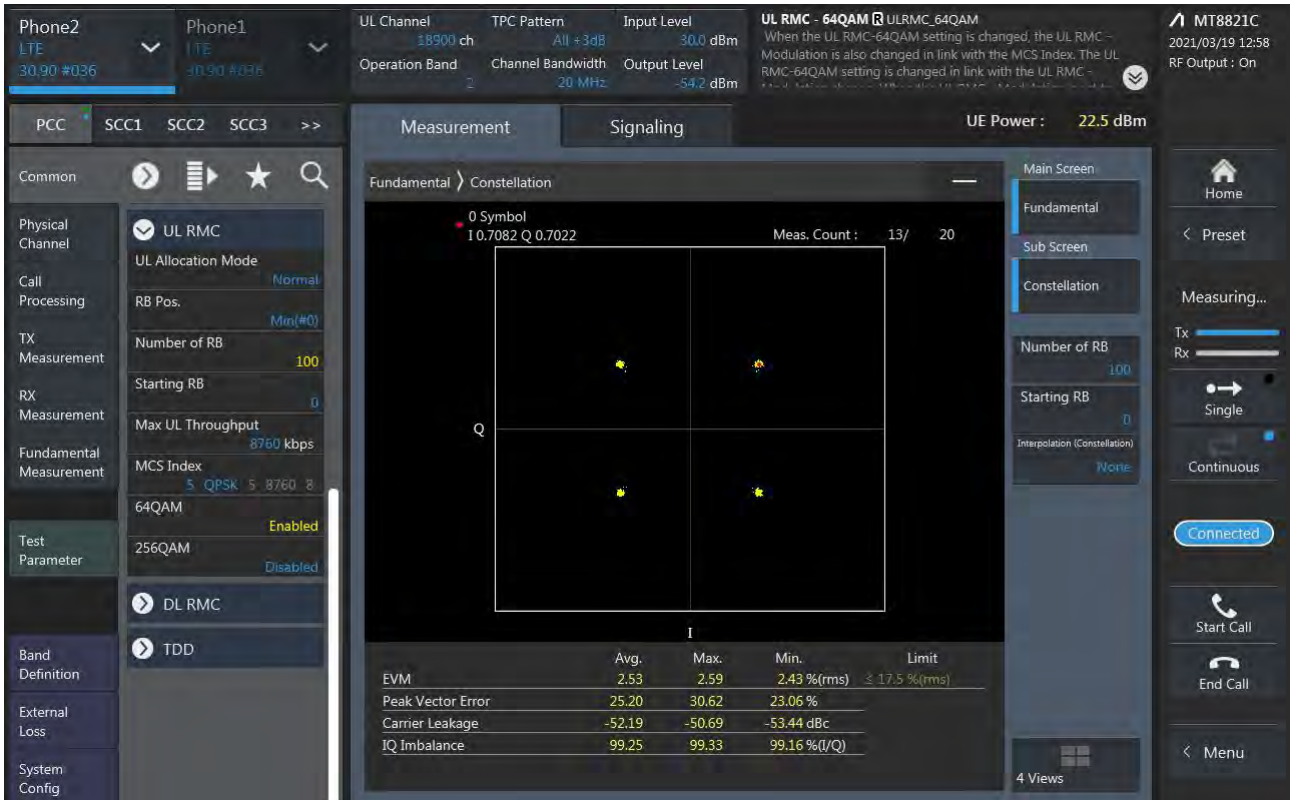 Phone2
LTE
30.90 #036
Phone1
LTE
30.90 #036
UL Channel
18900 ch
Operation Band
2
TPC Pattern
All +3dB
Channel Bandwidth
20 MHz
Input Level
30.0 dBm
Output Level
-54.2 dBm
UL RMC - 64QAM R ULRMC_64QAM
When the UL RMC-64QAM setting is changed, the UL RMC -
Modulation is also changed in link with the MCS Index. The UL
RMC-64QAM setting is changed in link with the UL RMC -
MT8821C
2021/03/19 12:58
RF Output : On
PCC SCC1 SCC2 SCC3 >>
Measurement
Signaling
UE Power : 22.5 dBm
Common
Physical
Channel
Call
Processing
TX
Measurement
RX
Measurement
Fundamental
Measurement
Test
Parameter
Band
Definition
External
Loss
System
Config
UL RMC
UL Allocation Mode
Normal
RB Pos.
Min(#0)
Number of RB
100
Starting RB
0
Max UL Throughput
8760 kbps
MCS Index
5 QPSK 5 8760 8
64QAM
Enabled
256QAM
Disabled
DL RMC
TDD
Fundamental 〉 Constellation
0 Symbol
I 0.7082 Q 0.7022
Meas. Count : 13/ 20
Q
I
Avg. Max. Min. Limit
EVM 2.53 2.59 2.43 %(rms) ≤ 17.5 %(rms)
Peak Vector Error 25.20 30.62 23.06 %
Carrier Leakage -52.19 -50.69 -53.44 dBc
IQ Imbalance 99.25 99.33 99.16 %(I/Q)
Main Screen
Fundamental
Sub Screen
Constellation
Number of RB
100
Starting RB
0
Interpolation (Constellation)
None
4 Views
Home
< Preset
Measuring...
Tx
Rx
Single
Continuous
Connected
Start Call
End Call
< Menu